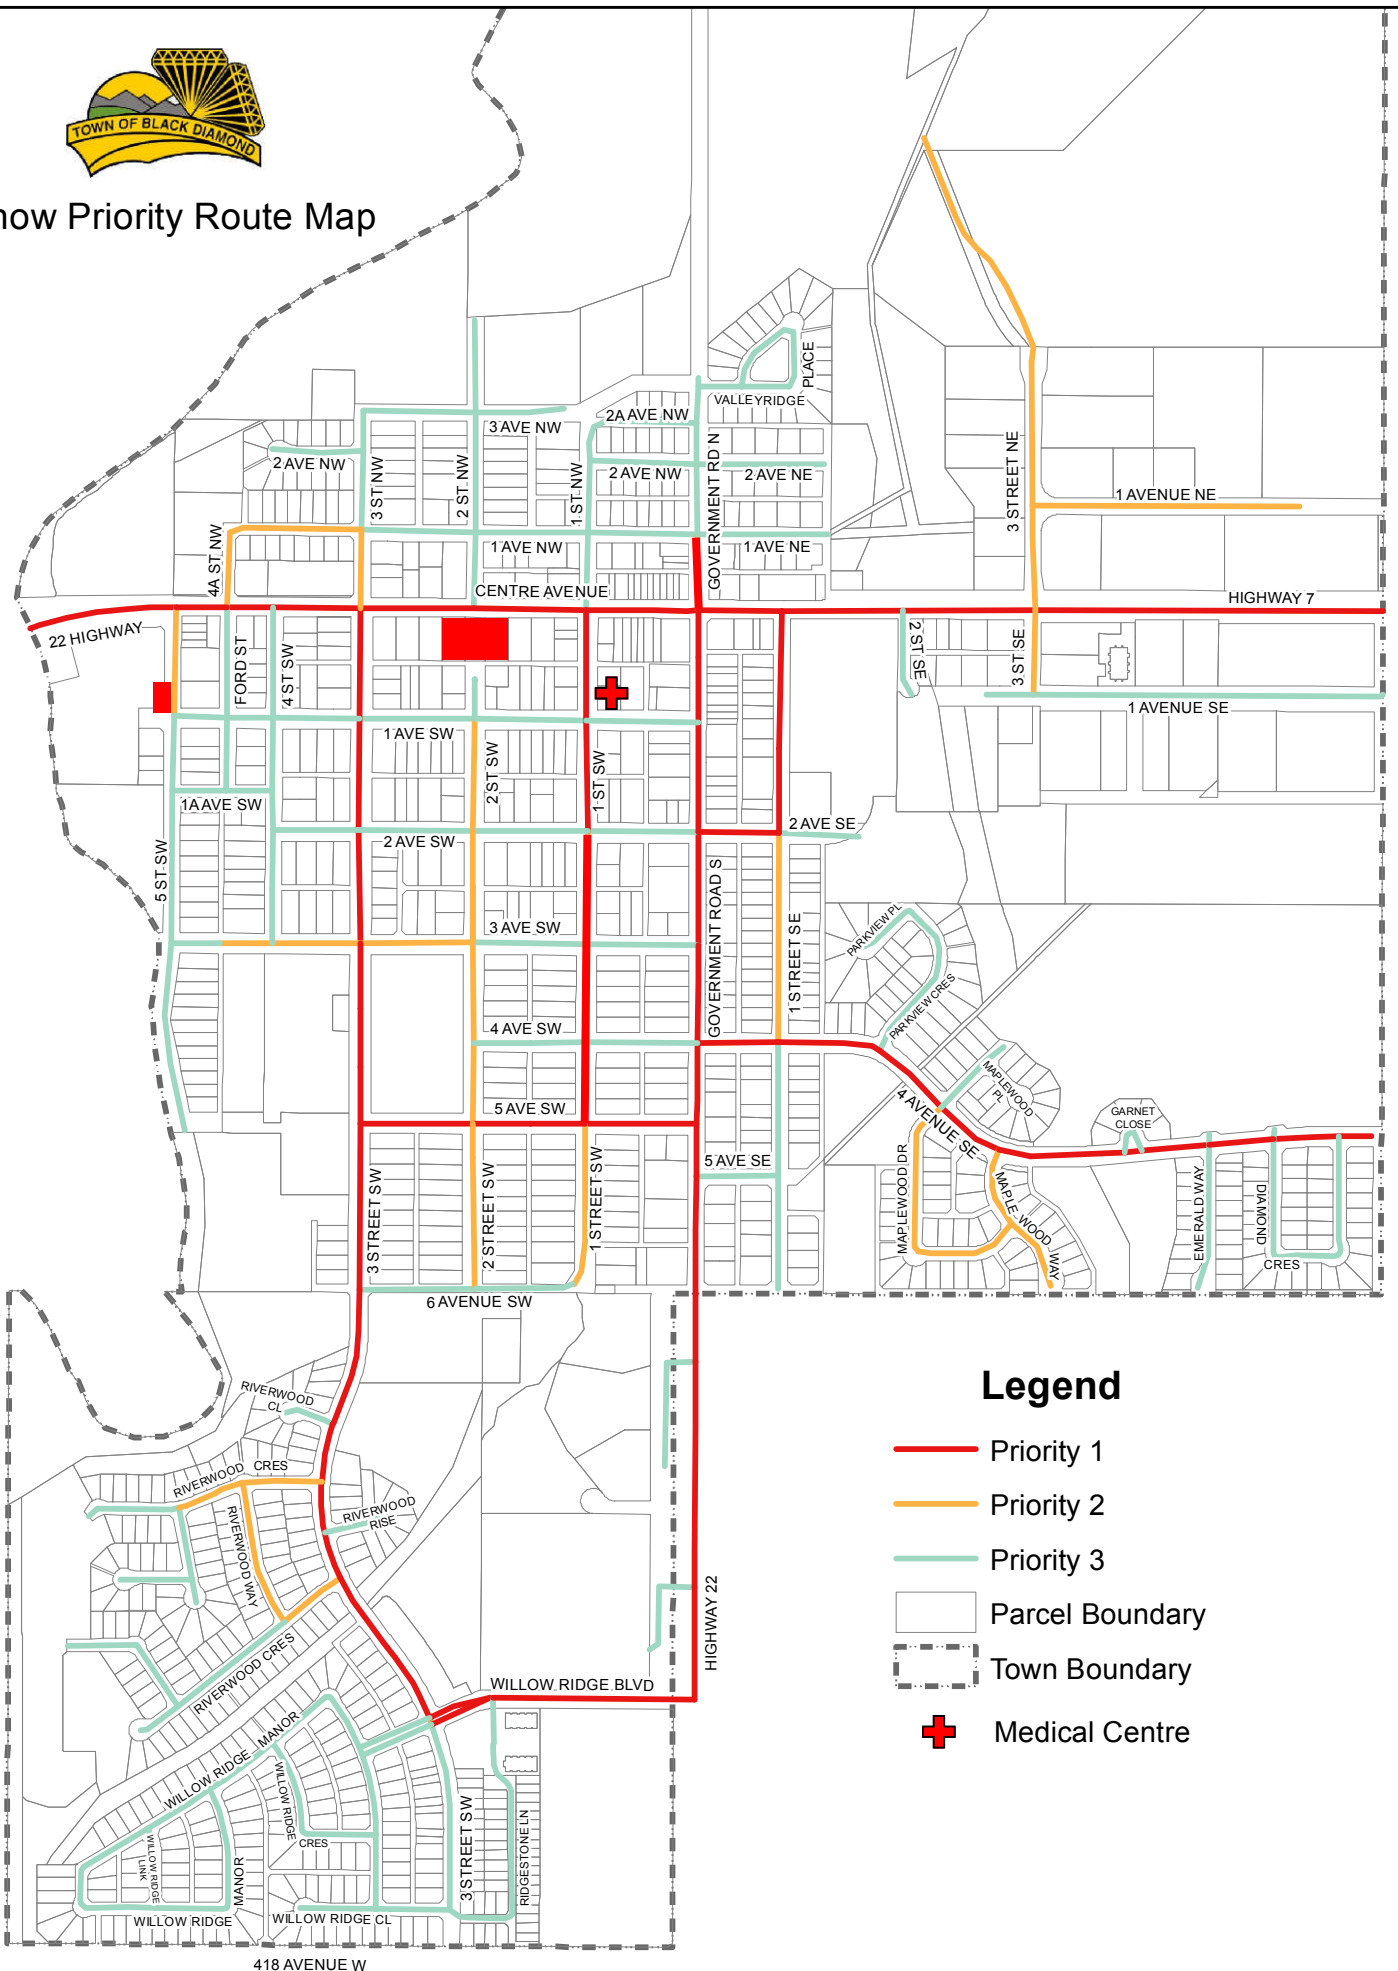 TOWN OF BLACK DIAMOND
now Priority Route Map
PLACE
VALLEYRIDGE
2A AVE NW
3 AVE NW
2 AVE NW
3 ST NW
2 ST NW
1 ST NW
2 AVE NW
GOVERNMENT RD N
2 AVE NE
3 STREET NE
1 AVENUE NE
4A ST NW
1 AVE NW
1 AVE NE
CENTRE AVENUE
HIGHWAY 7
22 HIGHWAY
FORD ST
4 ST SW
2 ST SE
3 ST SE
1 AVENUE SE
1 AVE SW
2 ST SW
1 ST SW
1A AVE SW
2 AVE SW
2 AVE SE
5 ST SW
GOVERNMENT ROAD S
3 AVE SW
1 STREET SE
PARKVIEW PL
PARKVIEW CRES
4 AVE SW
MAPLEWOOD
PL
5 AVE SW
4 AVENUE SE
GARNET
CLOSE
5 AVE SE
MAPLEWOOD DR
MAPLE WOOD
WAY
EMERALD WAY
DIAMOND
CRES
3 STREET SW
2 STREET SW
1 STREET SW
6 AVENUE SW
RIVERWOOD
CL
RIVERWOOD
CRES
RIVERWOOD WAY
RIVERWOOD
RISE
RIVERWOOD CRES
HIGHWAY 22
WILLOW RIDGE BLVD
WILLOW RIDGE
MANOR
WILLOW RIDGE
CRES
WILLOW RIDGE
LINK
MANOR
3 STREET SW
RIDGESTONE LN
WILLOW RIDGE
WILLOW RIDGE CL
418 AVENUE W
Legend
Priority 1
Priority 2
Priority 3
Parcel Boundary
Town Boundary
Medical Centre